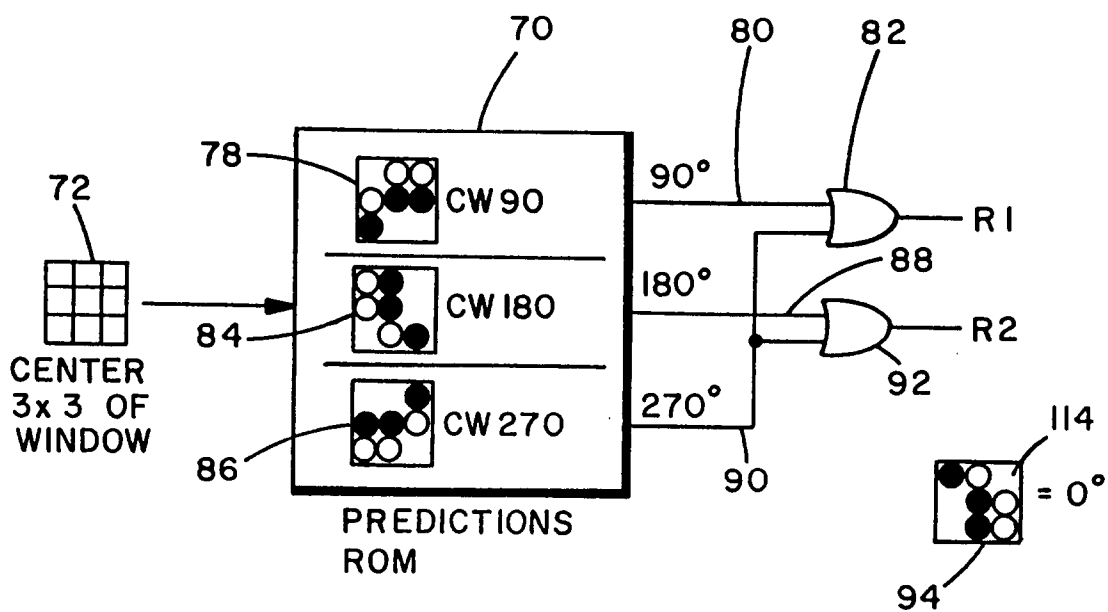 70
80
82
78
72
CW90
90°
R1
88
84
CW180
180°
R2
92
CENTER
3x3 OF
WINDOW
86
CW270
270°
90
114
= 0°
94
PREDICTIONS
ROM